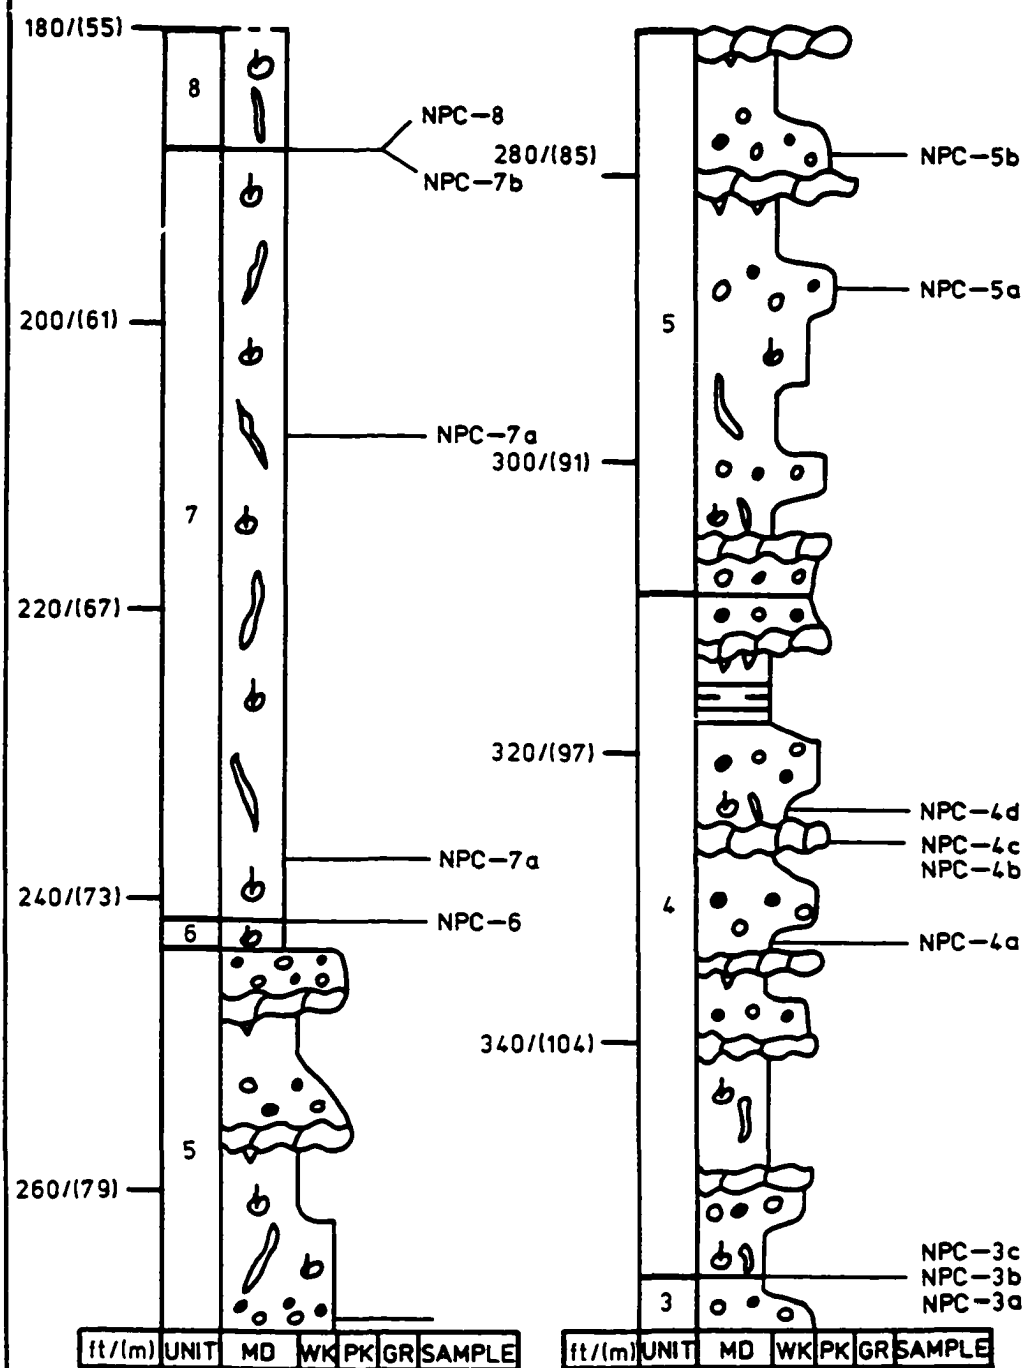 180/(55)
8
NPC-8
NPC-7b
200/(61)
NPC-7a
7
220/(67)
NPC-7a
240/(73)
NPC-6
6
5
260/(79)
ft/(m) UNIT MD WK PK GR SAMPLE
280/(85)
NPC-5b
NPC-5a
5
300/(91)
320/(97)
NPC-4d
NPC-4c
NPC-4b
4
NPC-4a
340/(104)
NPC-3c
NPC-3b
NPC-3a
3
ft/(m) UNIT MD WK PK GR SAMPLE